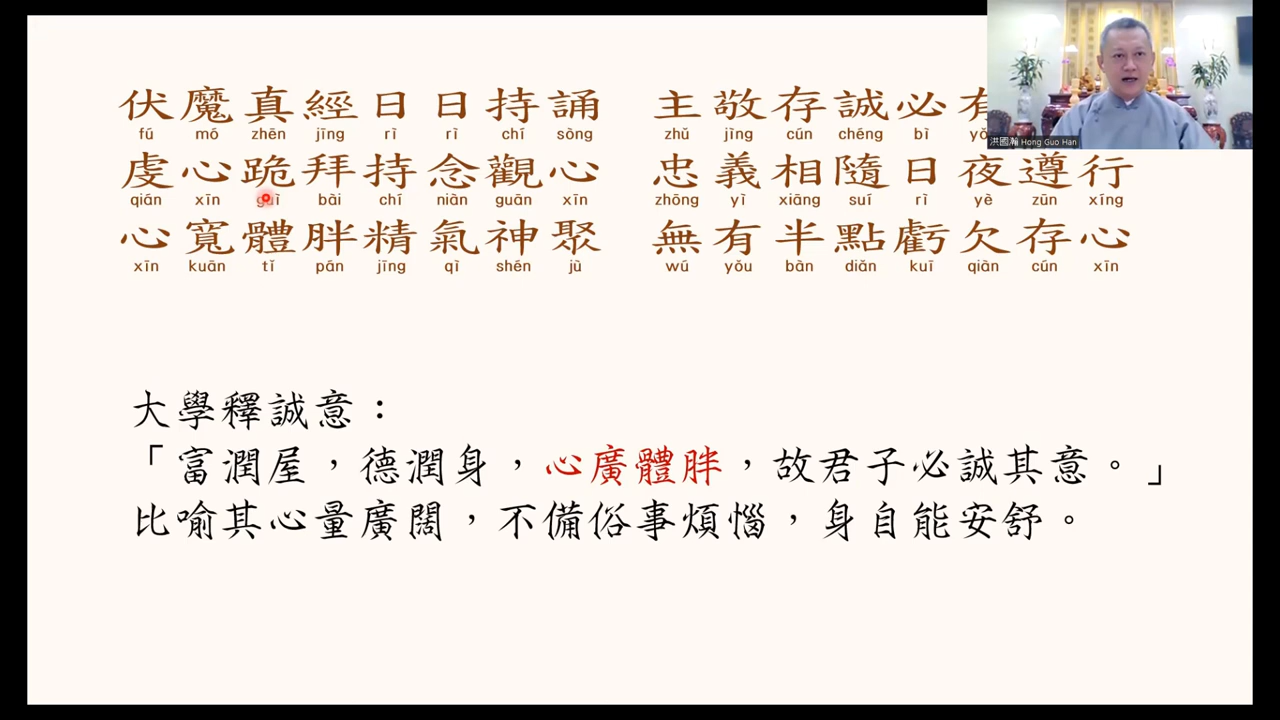 伏魔真經日日持誦 主敬存誠必
fú mó zhēn jīng rì rì chí sòng zhǔ jìng cún chéng bì
虔心跪拜持念觀心 忠義相隨日夜遵行
qián xīn guì bài chí niàn guān xīn zhōng yì xiāng suí rì yè zūn xíng
心寬體胖精氣神聚 無有半點虧欠存心
xīn kuān tǐ pán jīng qì shén jù wú yǒu bàn diǎn kuī qiàn cún xīn
大學釋誠意：
「富潤屋，德潤身，心廣體胖，故君子必誠其意。」
比喻其心量廣闊，不備俗事煩惱，身自能安舒。
洪國瀚 Hong Guo Han